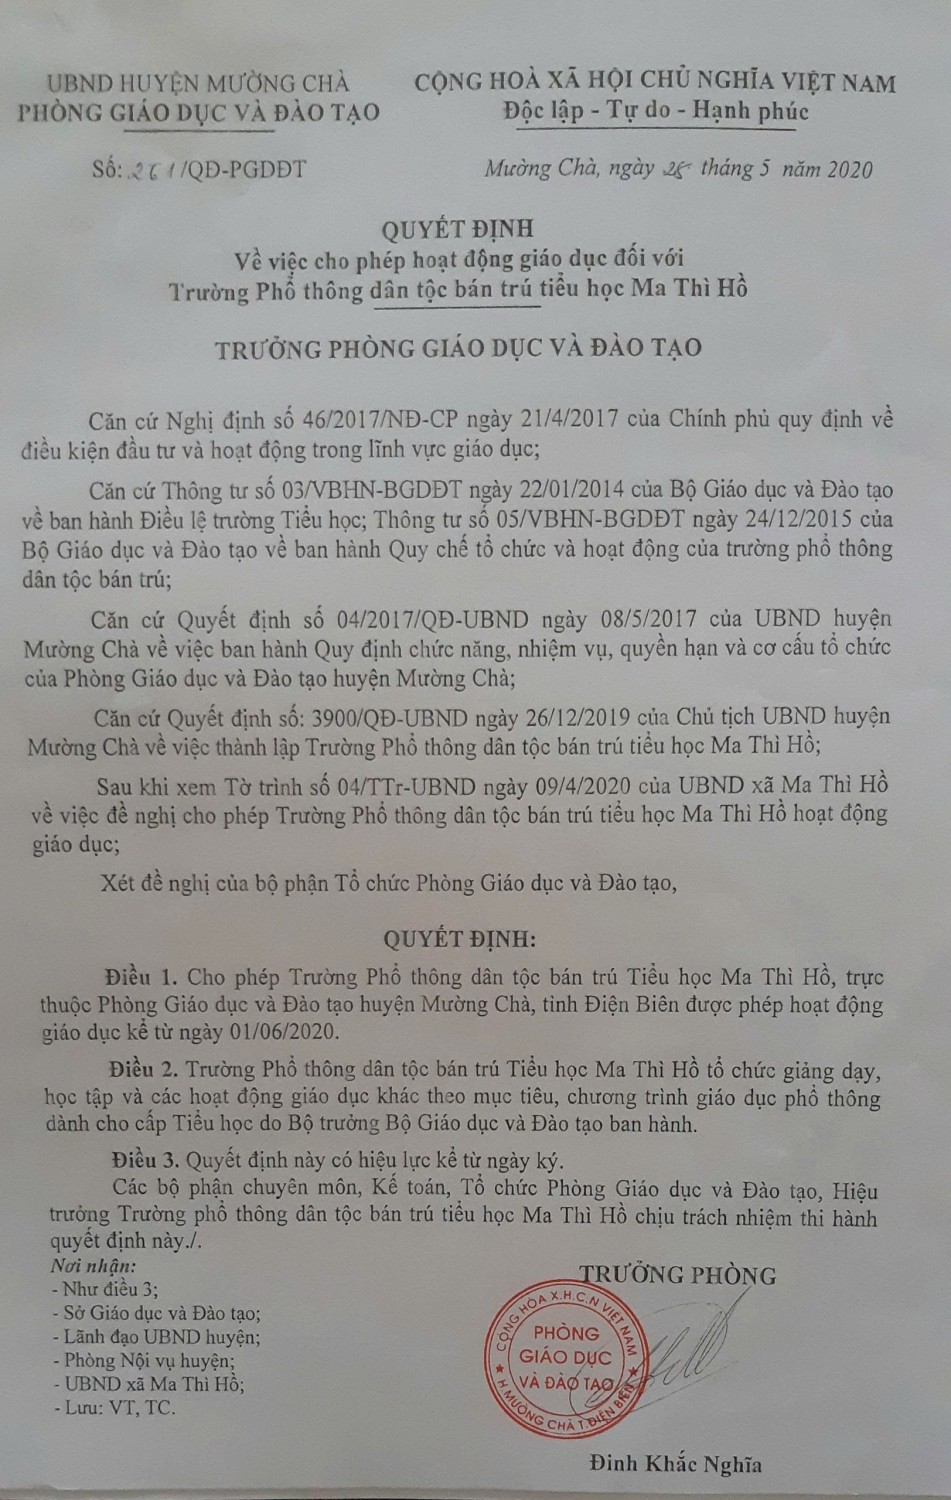 UBND HUYỆN MƯỜNG CHÀ
PHÒNG GIÁO DỤC VÀ ĐÀO TẠO
CỘNG HOÀ XÃ HỘI CHỦ NGHĨA VIỆT NAM
Độc lập - Tự do - Hạnh phúc
Số: 261/QĐ-PGDĐT
Mường Chà, ngày 25 tháng 5 năm 2020
QUYẾT ĐỊNH
Về việc cho phép hoạt động giáo dục đối với
Trường Phổ thông dân tộc bán trú tiểu học Ma Thì Hồ
TRƯỞNG PHÒNG GIÁO DỤC VÀ ĐÀO TẠO
Căn cứ Nghị định số 46/2017/NĐ-CP ngày 21/4/2017 của Chính phủ quy định về
điều kiện đầu tư và hoạt động trong lĩnh vực giáo dục;
Căn cứ Thông tư số 03/VBHN-BGDĐT ngày 22/01/2014 của Bộ Giáo dục và Đào tạo
về ban hành Điều lệ trường Tiểu học; Thông tư số 05/VBHN-BGDĐT ngày 24/12/2015 của
Bộ Giáo dục và Đào tạo về ban hành Quy chế tổ chức và hoạt động của trường phổ thông
dân tộc bán trú;
Căn cứ Quyết định số 04/2017/QĐ-UBND ngày 08/5/2017 của UBND huyện
Mường Chà về việc ban hành Quy định chức năng, nhiệm vụ, quyền hạn và cơ cấu tổ chức
của Phòng Giáo dục và Đào tạo huyện Mường Chà;
Căn cứ Quyết định số: 3900/QĐ-UBND ngày 26/12/2019 của Chủ tịch UBND huyện
Mường Chà về việc thành lập Trường Phổ thông dân tộc bán trú tiểu học Ma Thì Hồ;
Sau khi xem Tờ trình số 04/TTr-UBND ngày 09/4/2020 của UBND xã Ma Thì Hồ
về việc đề nghị cho phép Trường Phổ thông dân tộc bán trú tiểu học Ma Thì Hồ hoạt động
giáo dục;
Xét đề nghị của bộ phận Tổ chức Phòng Giáo dục và Đào tạo,
QUYẾT ĐỊNH:
Điều 1. Cho phép Trường Phổ thông dân tộc bán trú Tiểu học Ma Thì Hồ, trực
thuộc Phòng Giáo dục và Đào tạo huyện Mường Chà, tỉnh Điện Biên được phép hoạt động
giáo dục kể từ ngày 01/06/2020.
Điều 2. Trường Phổ thông dân tộc bán trú Tiểu học Ma Thì Hồ tổ chức giảng dạy,
học tập và các hoạt động giáo dục khác theo mục tiêu, chương trình giáo dục phổ thông
dành cho cấp Tiểu học do Bộ trưởng Bộ Giáo dục và Đào tạo ban hành.
Điều 3. Quyết định này có hiệu lực kể từ ngày ký.
Các bộ phận chuyên môn, Kế toán, Tổ chức Phòng Giáo dục và Đào tạo, Hiệu
trưởng Trường phổ thông dân tộc bán trú tiểu học Ma Thì Hồ chịu trách nhiệm thi hành
quyết định này./.
Nơi nhận:
- Như điều 3;
- Sở Giáo dục và Đào tạo;
- Lãnh đạo UBND huyện;
- Phòng Nội vụ huyện;
- UBND xã Ma Thì Hồ;
- Lưu: VT, TC.
TRƯỞNG PHÒNG
CỘNG HÒA X.H.C.N VIỆT NAM
PHÒNG
GIÁO DỤC
VÀ ĐÀO TẠO
H.MƯỜNG CHÀ T.ĐIỆN BIÊN
Đinh Khắc Nghĩa